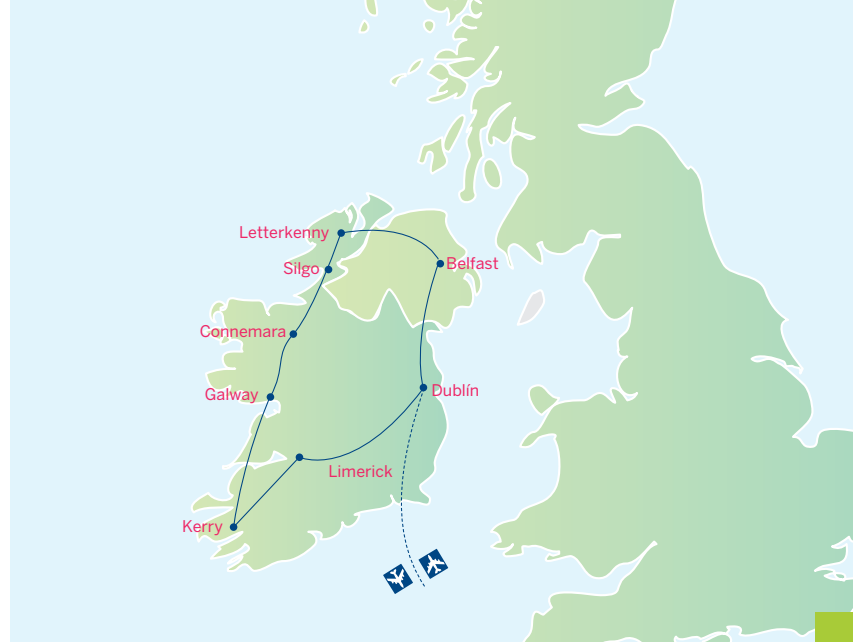 Letterkenny
Silgo
Belfast
Connemara
Galway
Dublín
Limerick
Kerry